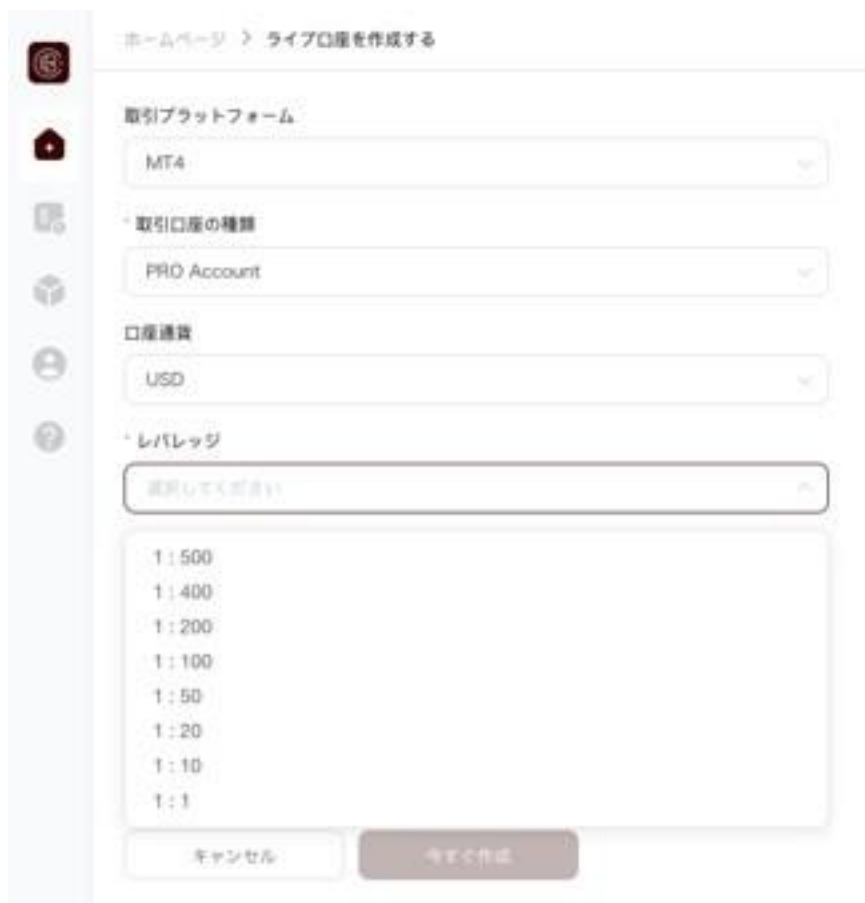 ホームページ > ライブ口座を作成する
取引プラットフォーム
MT4
* 取引口座の種類
PRO Account
口座通貨
USD
* レバレッジ
選択してください
1 : 500
1 : 400
1 : 200
1 : 100
1 : 50
1 : 20
1 : 10
1 : 1
キャンセル
今すぐ作成